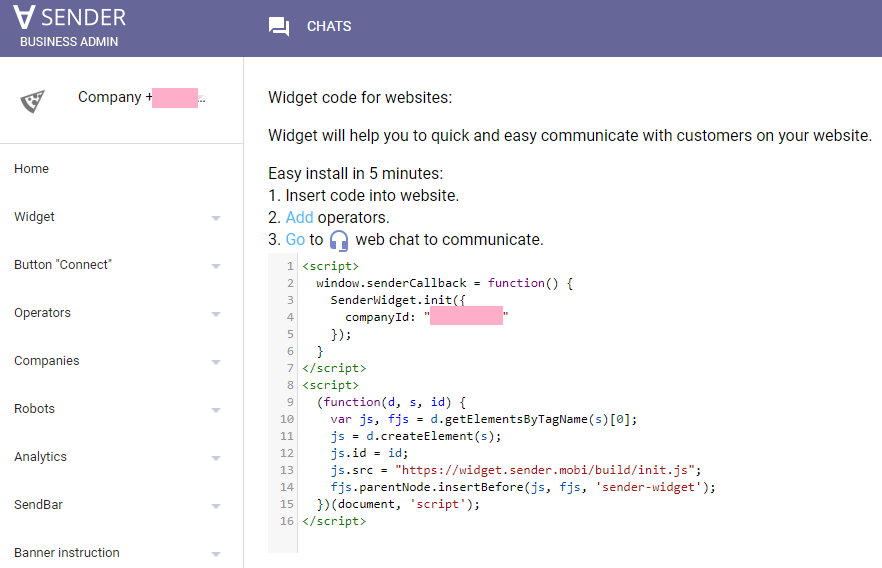 SENDER
BUSINESS ADMIN
CHATS
Company +...
Home
Widget
Button "Connect"
Operators
Companies
Robots
Analytics
SendBar
Banner instruction
Widget code for websites:
Widget will help you to quick and easy communicate with customers on your website.
Easy install in 5 minutes:
1. Insert code into website.
2. Add operators.
3. Go to web chat to communicate.
1 <script>
2 window.senderCallback = function() {
3 SenderWidget.init({
4 companyId: " "
5 });
6 }
7 </script>
8 <script>
9 (function(d, s, id) {
10 var js, fjs = d.getElementsByTagName(s)[0];
11 js = d.createElement(s);
12 js.id = id;
13 js.src = "https://widget.sender.mobi/build/init.js";
14 fjs.parentNode.insertBefore(js, fjs, 'sender-widget');
15 })(document, 'script');
16 </script>